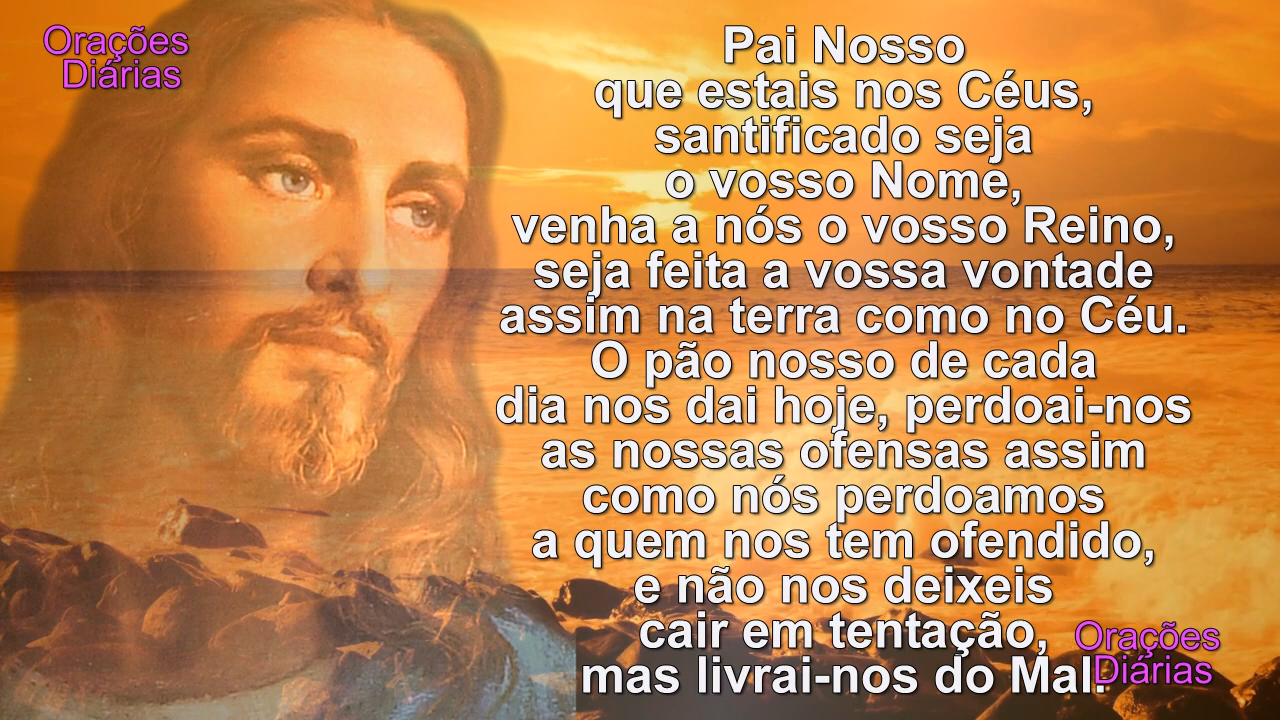 Orações
Diárias
Pai Nosso
que estais nos Céus,
santificado seja
o vosso Nome,
venha a nós o vosso Reino,
seja feita a vossa vontade
assim na terra como no Céu.
O pão nosso de cada
dia nos dai hoje, perdoai-nos
as nossas ofensas assim
como nós perdoamos
a quem nos tem ofendido,
e não nos deixeis
cair em tentação,
mas livrai-nos do Mal.
Orações
Diárias